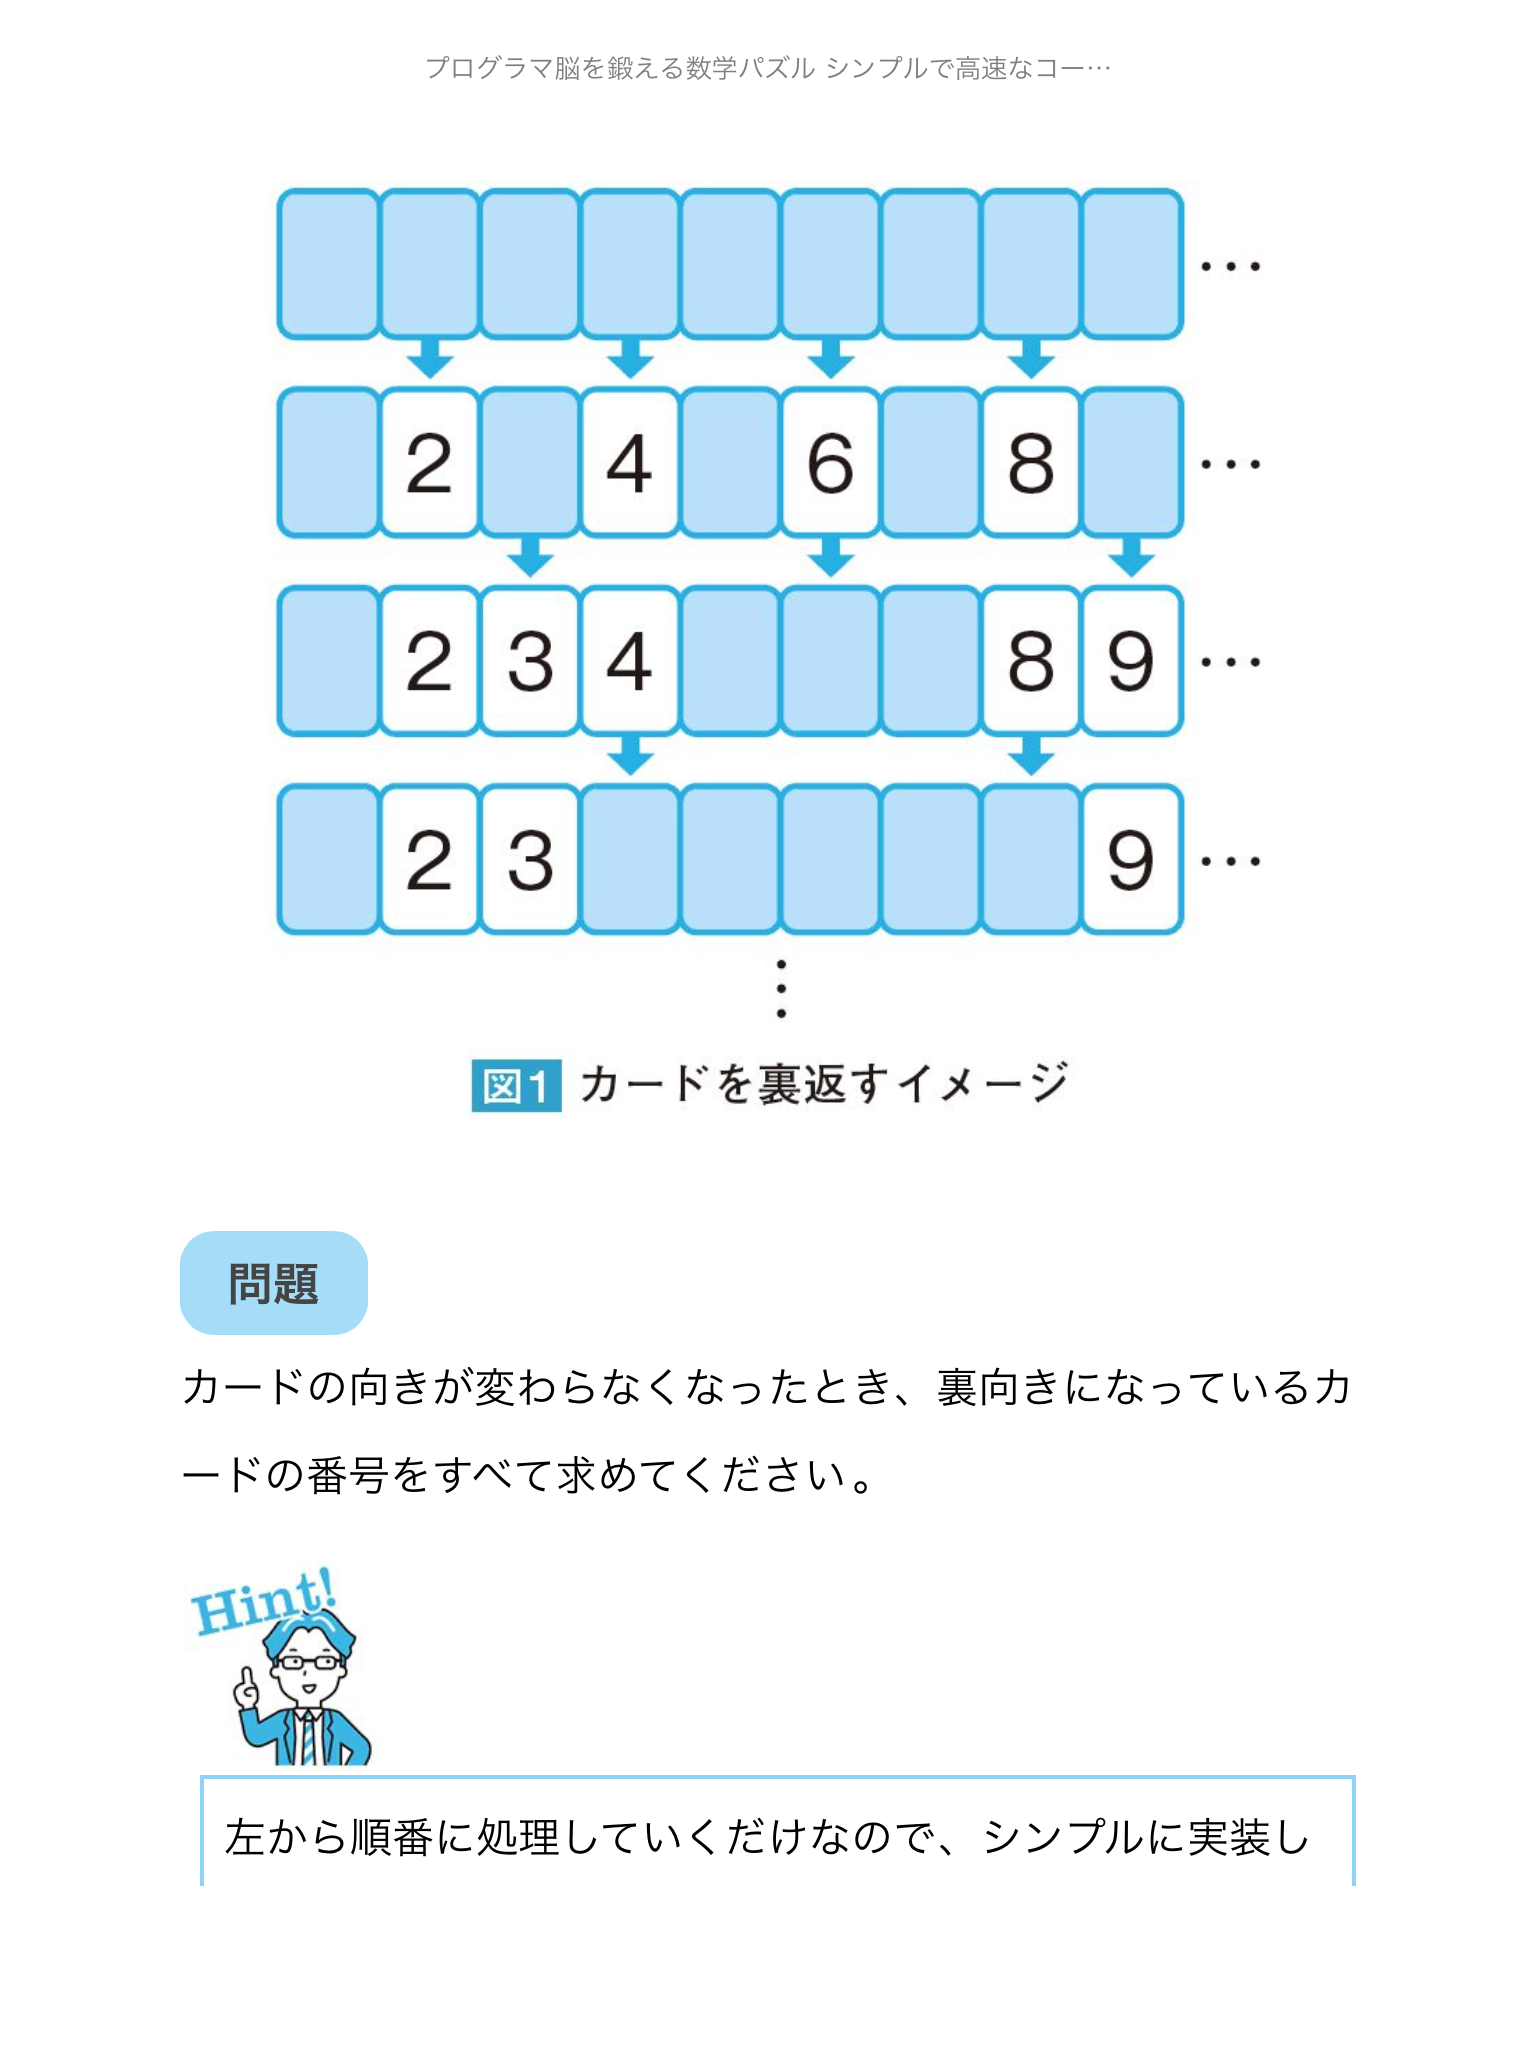 プログラマ脳を鍛える数学パズル シンプルで高速なコー…
…
2 4 6 8 …
2 3 4 8 9 …
2 3 9 …
⋮
図1 カードを裏返すイメージ
問題
カードの向きが変わらなくなったとき、裏向きになっているカ
ードの番号をすべて求めてください。
Hint!
左から順番に処理していくだけなので、シンプルに実装し